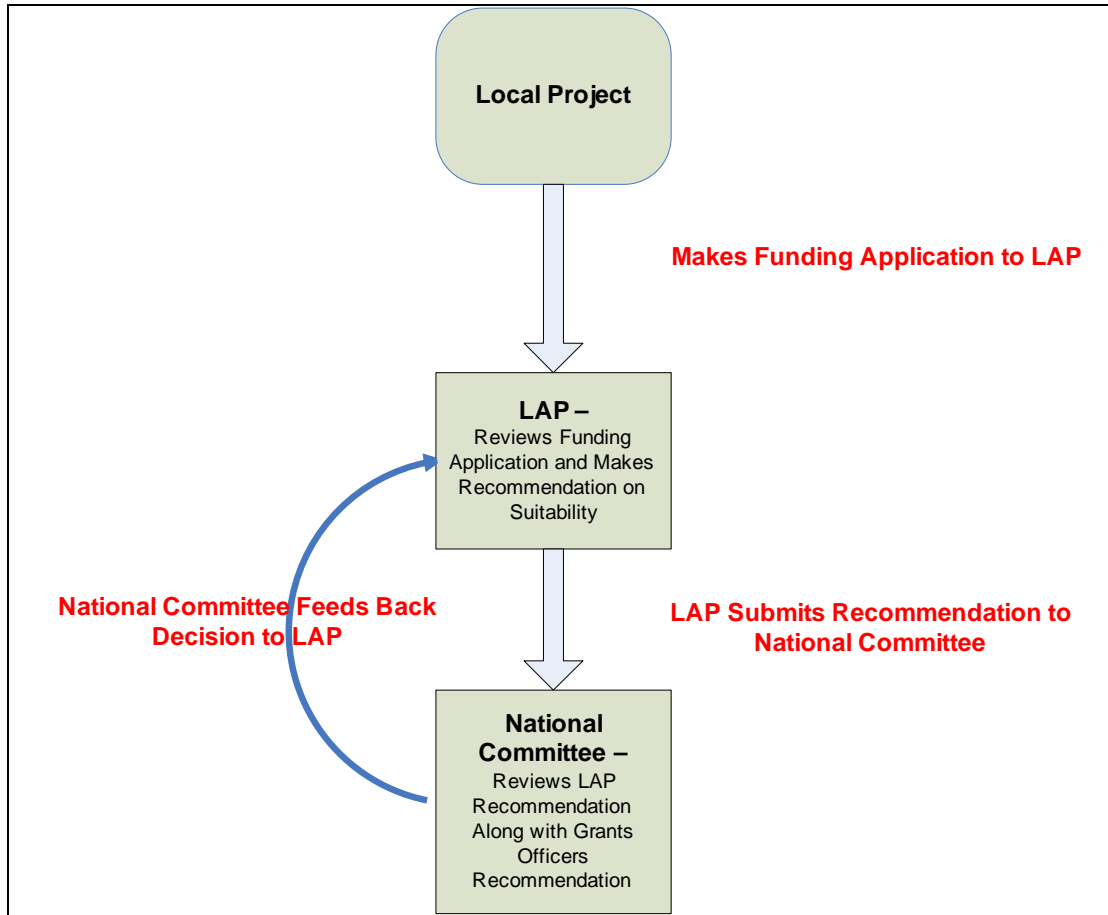 Local Project
Makes Funding Application to LAP
LAP –
Reviews Funding
Application and Makes
Recommendation on
Suitability
National Committee Feeds Back
Decision to LAP
LAP Submits Recommendation to
National Committee
National
Committee –
Reviews LAP
Recommendation
Along with Grants
Officers
Recommendation